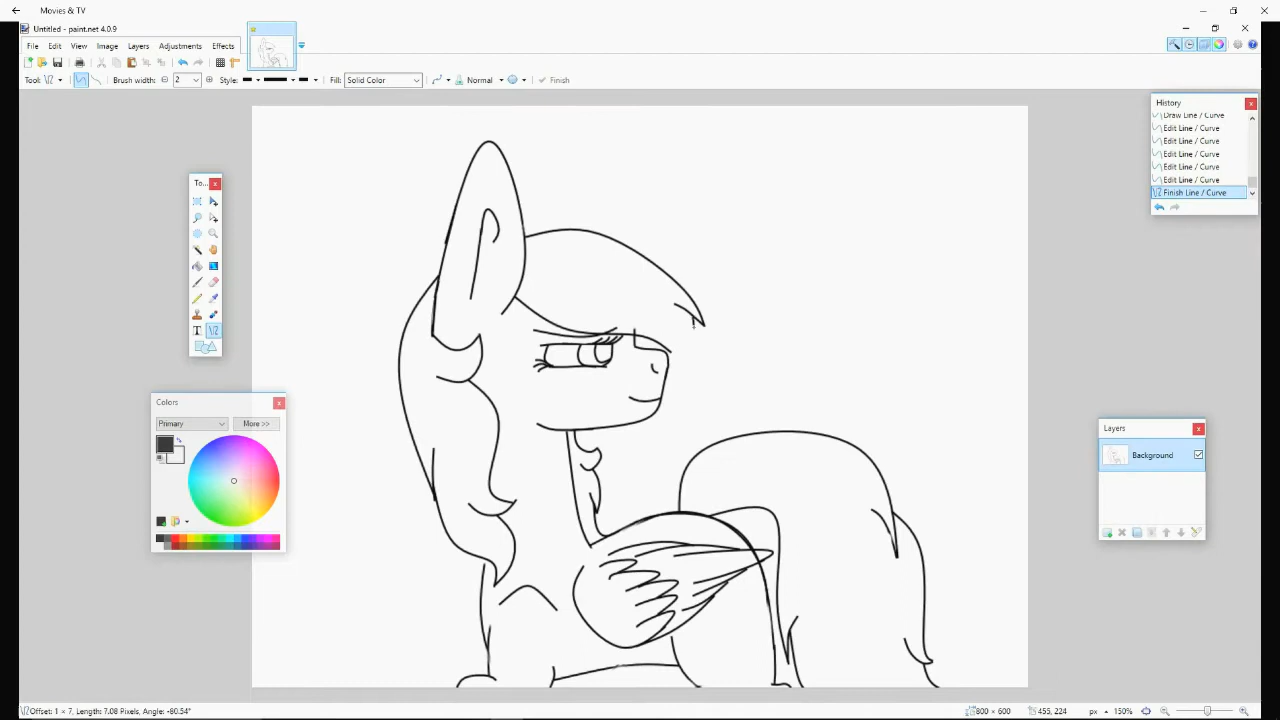 Movies & TV
Untitled - paint.net 4.0.9
File Edit View Image Layers Adjustments Effects
Tool: Brush width: 2 Style: Fill: Solid Color Normal Finish
History
Draw Line / Curve
Edit Line / Curve
Edit Line / Curve
Edit Line / Curve
Edit Line / Curve
Edit Line / Curve
Finish Line / Curve
To...
T
Colors
Primary More >>
Layers
Background
Offset: 1 × 7, Length: 7.08 Pixels, Angle: -80.54° 800 × 600 455, 224 px 150%